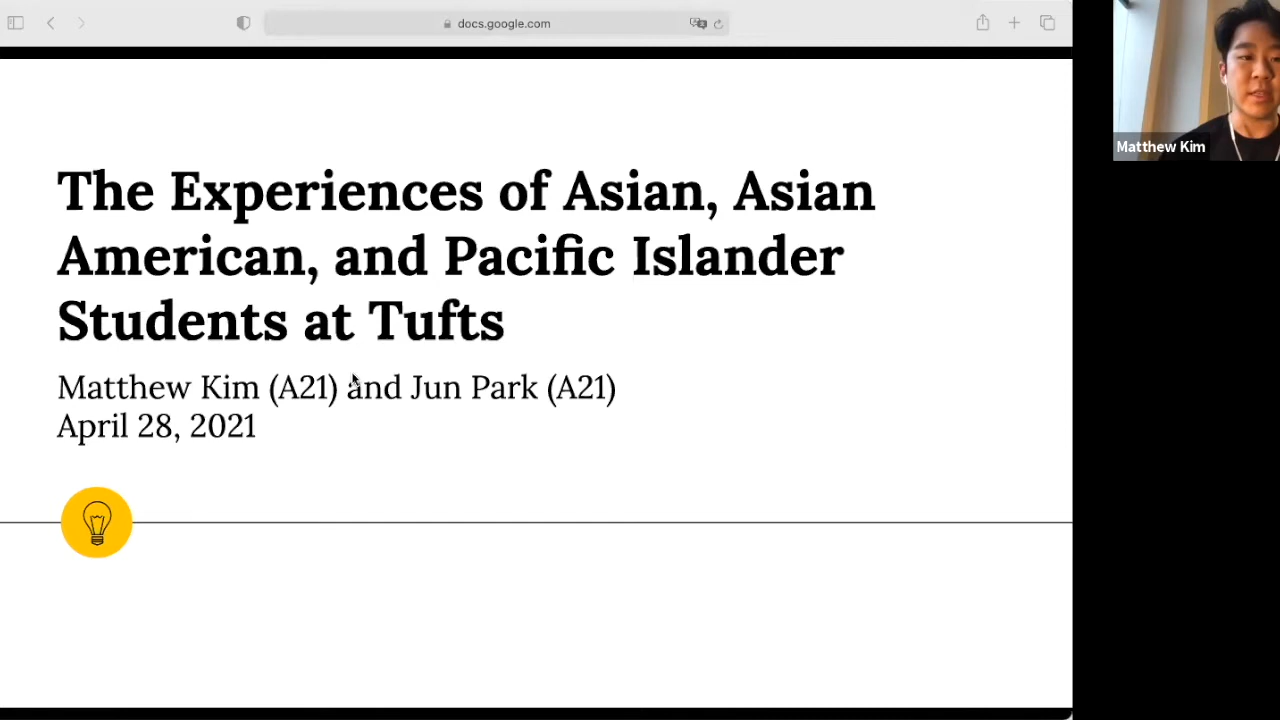 docs.google.com
Matthew Kim
The Experiences of Asian, Asian
American, and Pacific Islander
Students at Tufts
Matthew Kim (A21) and Jun Park (A21)
April 28, 2021